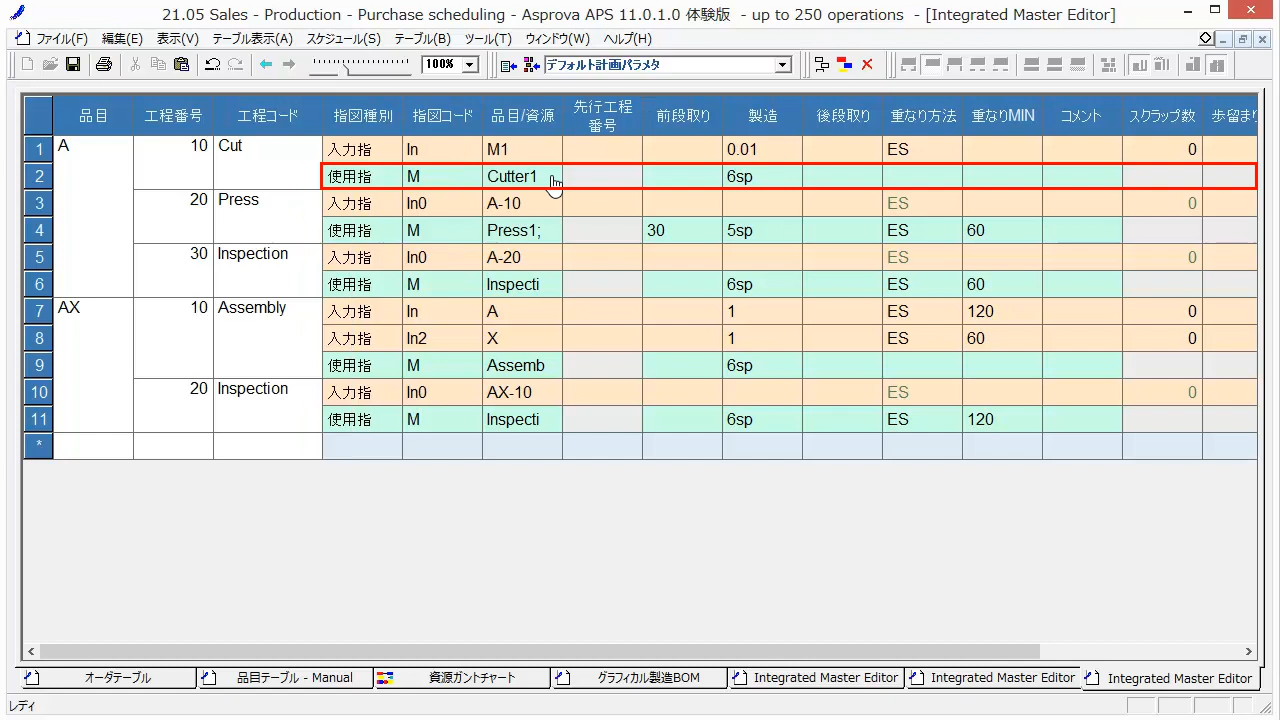 21.05 Sales - Production - Purchase scheduling - Asprova APS 11.0.1.0 体験版 - up to 250 operations - [Integrated Master Editor]
ファイル(F) 編集(E) 表示(V) テーブル表示(A) スケジュール(S) テーブル(B) ツール(T) ウィンドウ(W) ヘルプ(H)
100% デフォルト計画パラメタ
品目 工程番号 工程コード 指図種別 指図コード 品目/資源 先行工程番号 前段取り 製造 後段取り 重なり方法 重なりMIN コメント スクラップ数 歩留まり
1 A 10 Cut 入力指 In M1 0.01 ES 0
2 使用指 M Cutter1 6sp
3 20 Press 入力指 In0 A-10 ES 0
4 使用指 M Press1; 30 5sp ES 60
5 30 Inspection 入力指 In0 A-20 ES 0
6 使用指 M Inspecti 6sp ES 60
7 AX 10 Assembly 入力指 In A 1 ES 120 0
8 入力指 In2 X 1 ES 60 0
9 使用指 M Assemb 6sp
10 20 Inspection 入力指 In0 AX-10 ES 0
11 使用指 M Inspecti 6sp ES 120
*
オーダテーブル 品目テーブル - Manual 資源ガントチャート グラフィカル製造BOM Integrated Master Editor Integrated Master Editor Integrated Master Editor
レディ